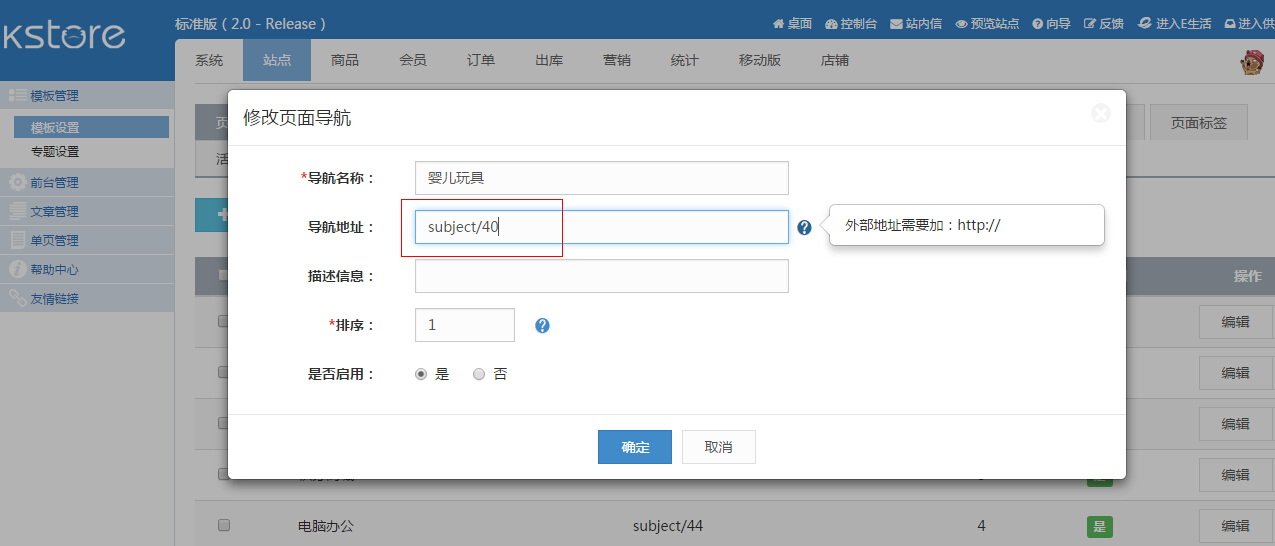 kstore
标准版 ( 2.0 - Release )
桌面 控制台 站内信 预览站点 向导 反馈 进入E生活 进入供
系统 站点 商品 会员 订单 出库 营销 统计 移动版 店铺
模板管理
模板设置
专题设置
前台管理
文章管理
单页管理
帮助中心
友情链接
页
页面标签
活
修改页面导航
*导航名称：
婴儿玩具
导航地址：
subject/40
外部地址需要加：http://
描述信息：
*排序：
1
是否启用：
是 否
确定 取消
操作
编辑
编辑
编辑
是 编辑
电脑办公 subject/44 4 是 编辑